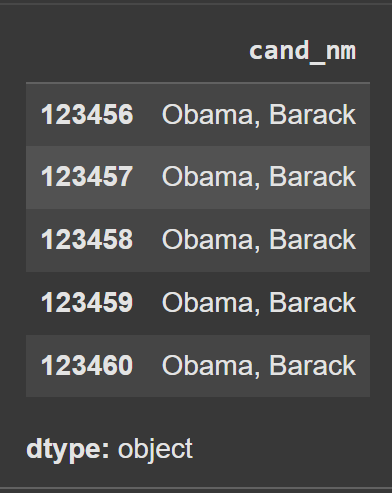 cand_nm
123456 Obama, Barack
123457 Obama, Barack
123458 Obama, Barack
123459 Obama, Barack
123460 Obama, Barack
dtype: object